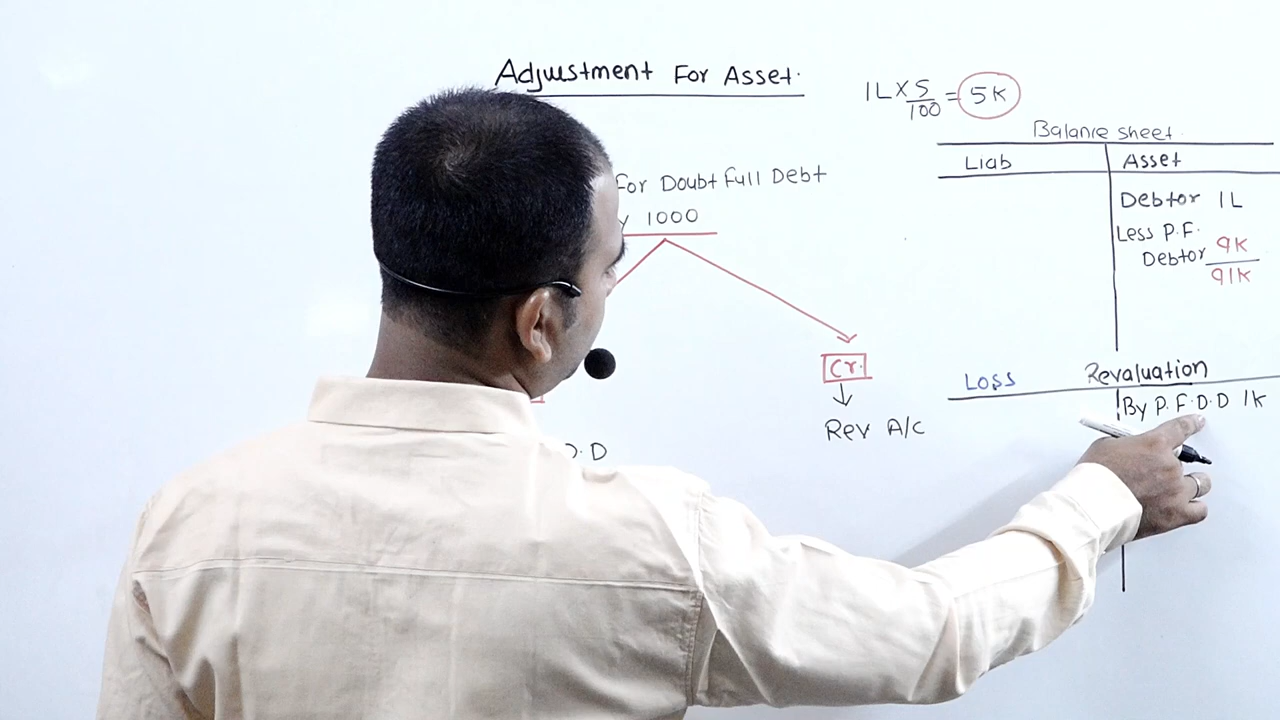 Adjustment For Asset.
1L X 5/100 = 5K
Balance sheet.
Liab Asset
Debtor 1L
Less P.F.
Debtor 9K
91K
For Doubtfull Debt
y 1000
Cr.
Rev A/c
D.D
Revaluation
Loss
By P.F.D.D 1K